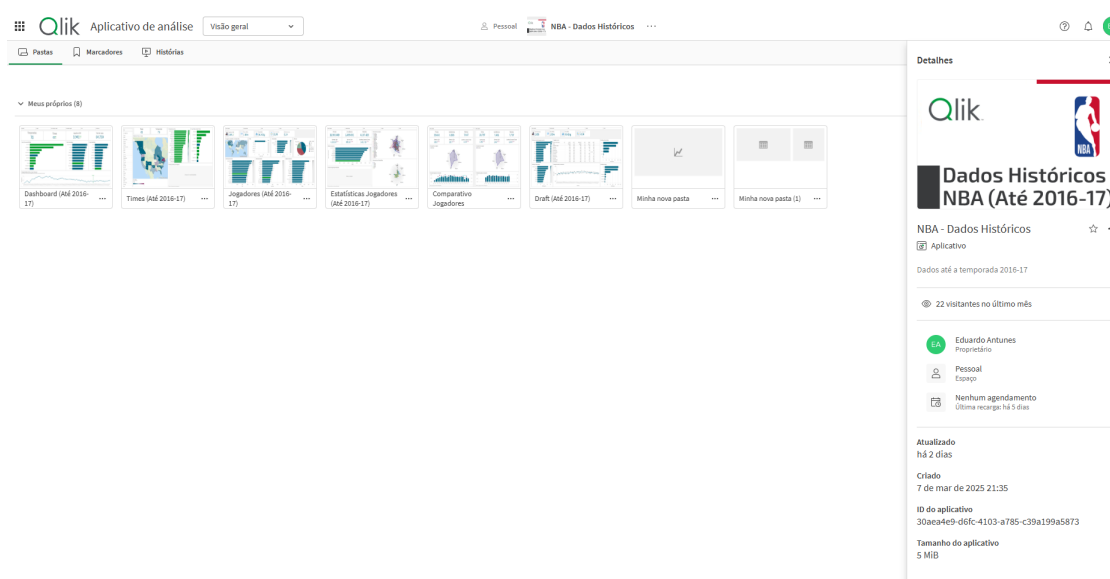 Qlik Aplicativo de análise Visão geral Pessoal NBA - Dados Históricos ...
Pastas Marcadores Histórias
Meus próprios (8)
Dashboard (Até 2016-
17) ...
Times (Até 2016-17) ...
Jogadores (Até 2016-
17) ...
Estatísticas Jogadores
(Até 2016-17) ...
Comparativo
Jogadores ...
Draft (Até 2016-17) ...
Minha nova pasta ...
Minha nova pasta (1) ...
Detalhes
Qlik
NBA
Dados Históricos
NBA (Até 2016-17)
NBA - Dados Históricos
Aplicativo
Dados até a temporada 2016-17
22 visitantes no último mês
EA
Eduardo Antunes
Proprietário
Pessoal
Espaço
Nenhum agendamento
Última recarga: há 5 dias
Atualizado
há 2 dias
Criado
7 de mar de 2025 21:35
ID do aplicativo
30aea4e9-d6fc-4103-a785-c39a199a5873
Tamanho do aplicativo
5 MiB